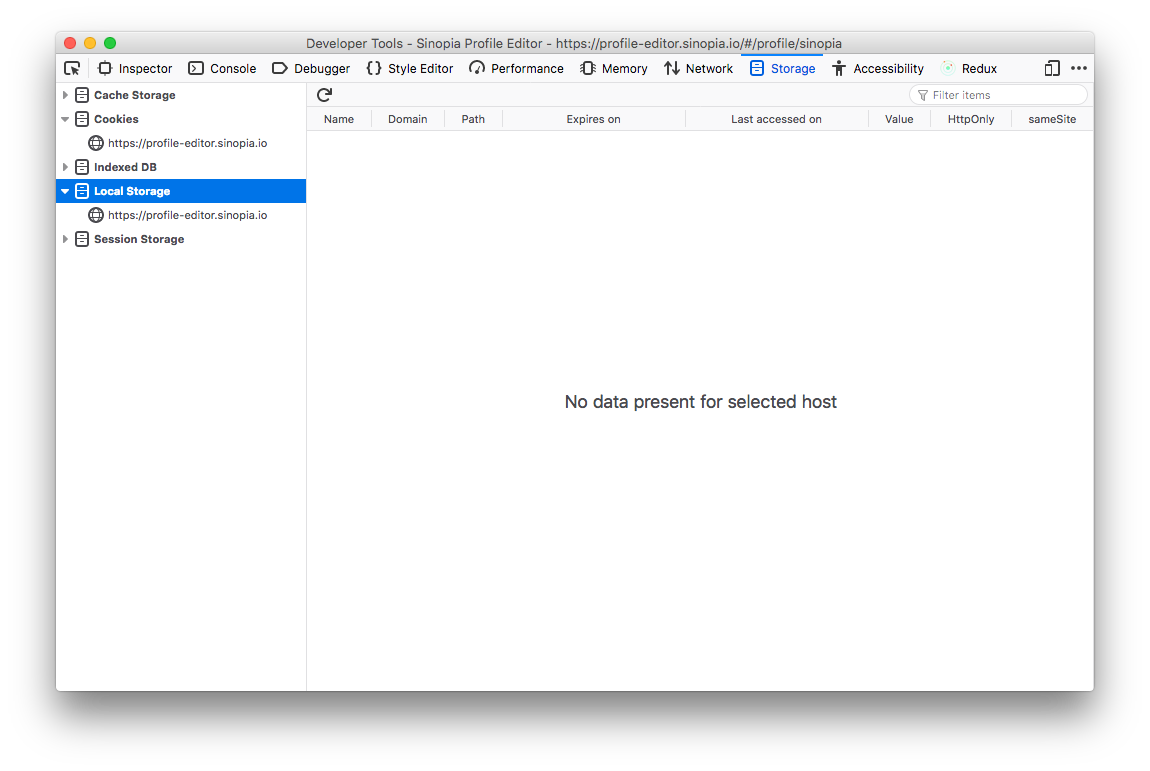 Developer Tools - Sinopia Profile Editor - https://profile-editor.sinopia.io/#/profile/sinopia
Inspector Console Debugger Style Editor Performance Memory Network Storage Accessibility Redux
Cache Storage
Filter items
Cookies
Name Domain Path Expires on Last accessed on Value HttpOnly sameSite
https://profile-editor.sinopia.io
Indexed DB
Local Storage
https://profile-editor.sinopia.io
Session Storage
No data present for selected host